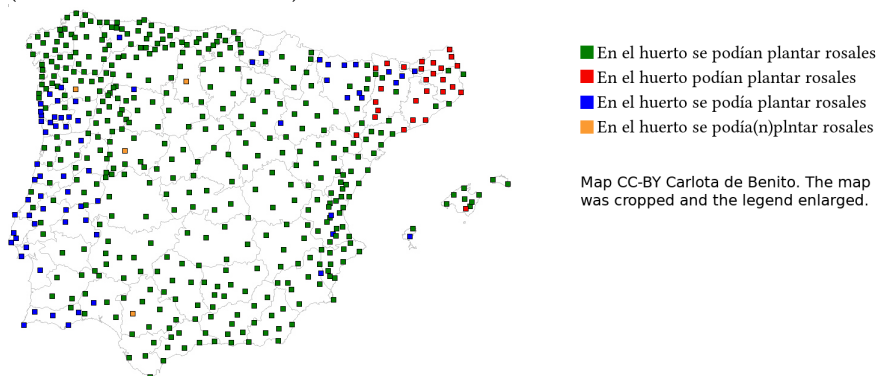 En el huerto se podían plantar rosales
En el huerto podían plantar rosales
En el huerto se podía plantar rosales
En el huerto se podía(n)plntar rosales
Map CC-BY Carlota de Benito. The map
was cropped and the legend enlarged.